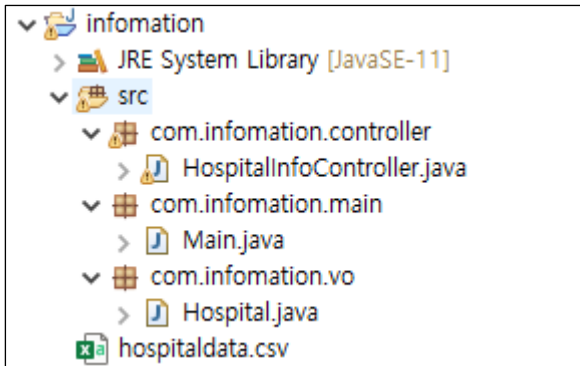 infomation
JRE System Library [JavaSE-11]
src
com.infomation.controller
HospitalInfoController.java
com.infomation.main
Main.java
com.infomation.vo
Hospital.java
hospitaldata.csv